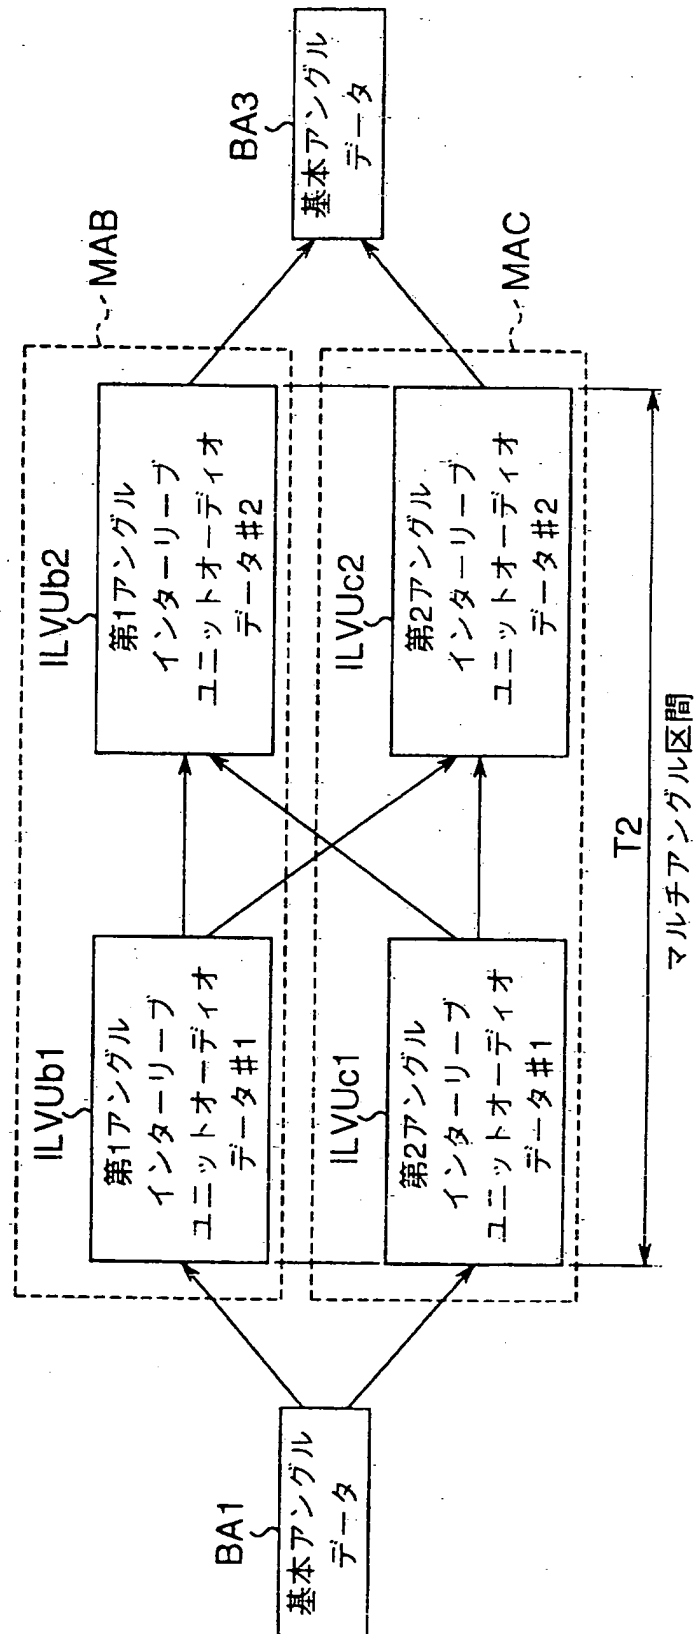 BA1
基本アングル
データ
MAB
ILVUb1
第1アングル
インターリーブ
ユニットオーディオ
データ#1
ILVUb2
第1アングル
インターリーブ
ユニットオーディオ
データ#2
MAC
ILVUc1
第2アングル
インターリーブ
ユニットオーディオ
データ#1
ILVUc2
第2アングル
インターリーブ
ユニットオーディオ
データ#2
BA3
基本アングル
データ
T2
マルチアングル区間